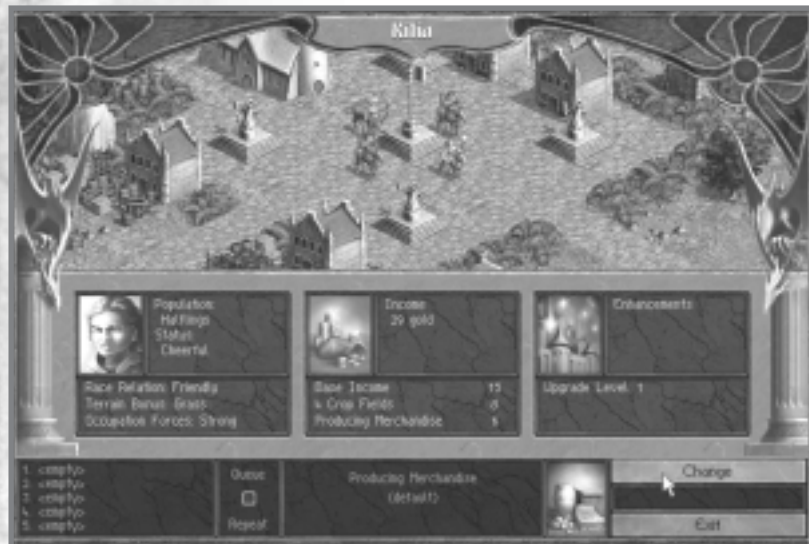 Kilia
Population:
Halflings
Status:
Cheerful
Race Relation: Friendly
Terrain Bonus: Grass
Occupation Forces: Strong
Income
29 gold
Base Income 15
Crop Fields
Producing Merchandise
Enhancements
Upgrade Level: 1
1. <empty>
2. <empty>
3. <empty>
4. <empty>
5. <empty>
Queue
Repeat
Producing Merchandise
(default)
Change
Exit